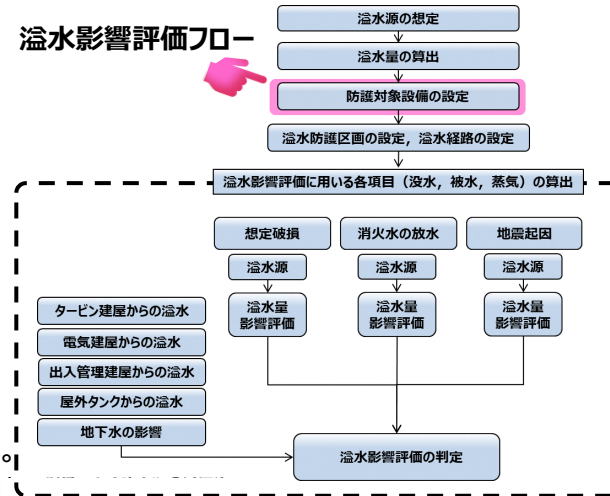 溢水影響評価フロー
溢水源の想定
溢水量の算出
防護対象設備の設定
溢水防護区画の設定，溢水経路の設定
溢水影響評価に用いる各項目（没水，被水，蒸気）の算出
想定破損
消火水の放水
地震起因
溢水源
溢水源
溢水源
溢水量
影響評価
溢水量
影響評価
溢水量
影響評価
タービン建屋からの溢水
電気建屋からの溢水
出入管理建屋からの溢水
屋外タンクからの溢水
地下水の影響
溢水影響評価の判定
。